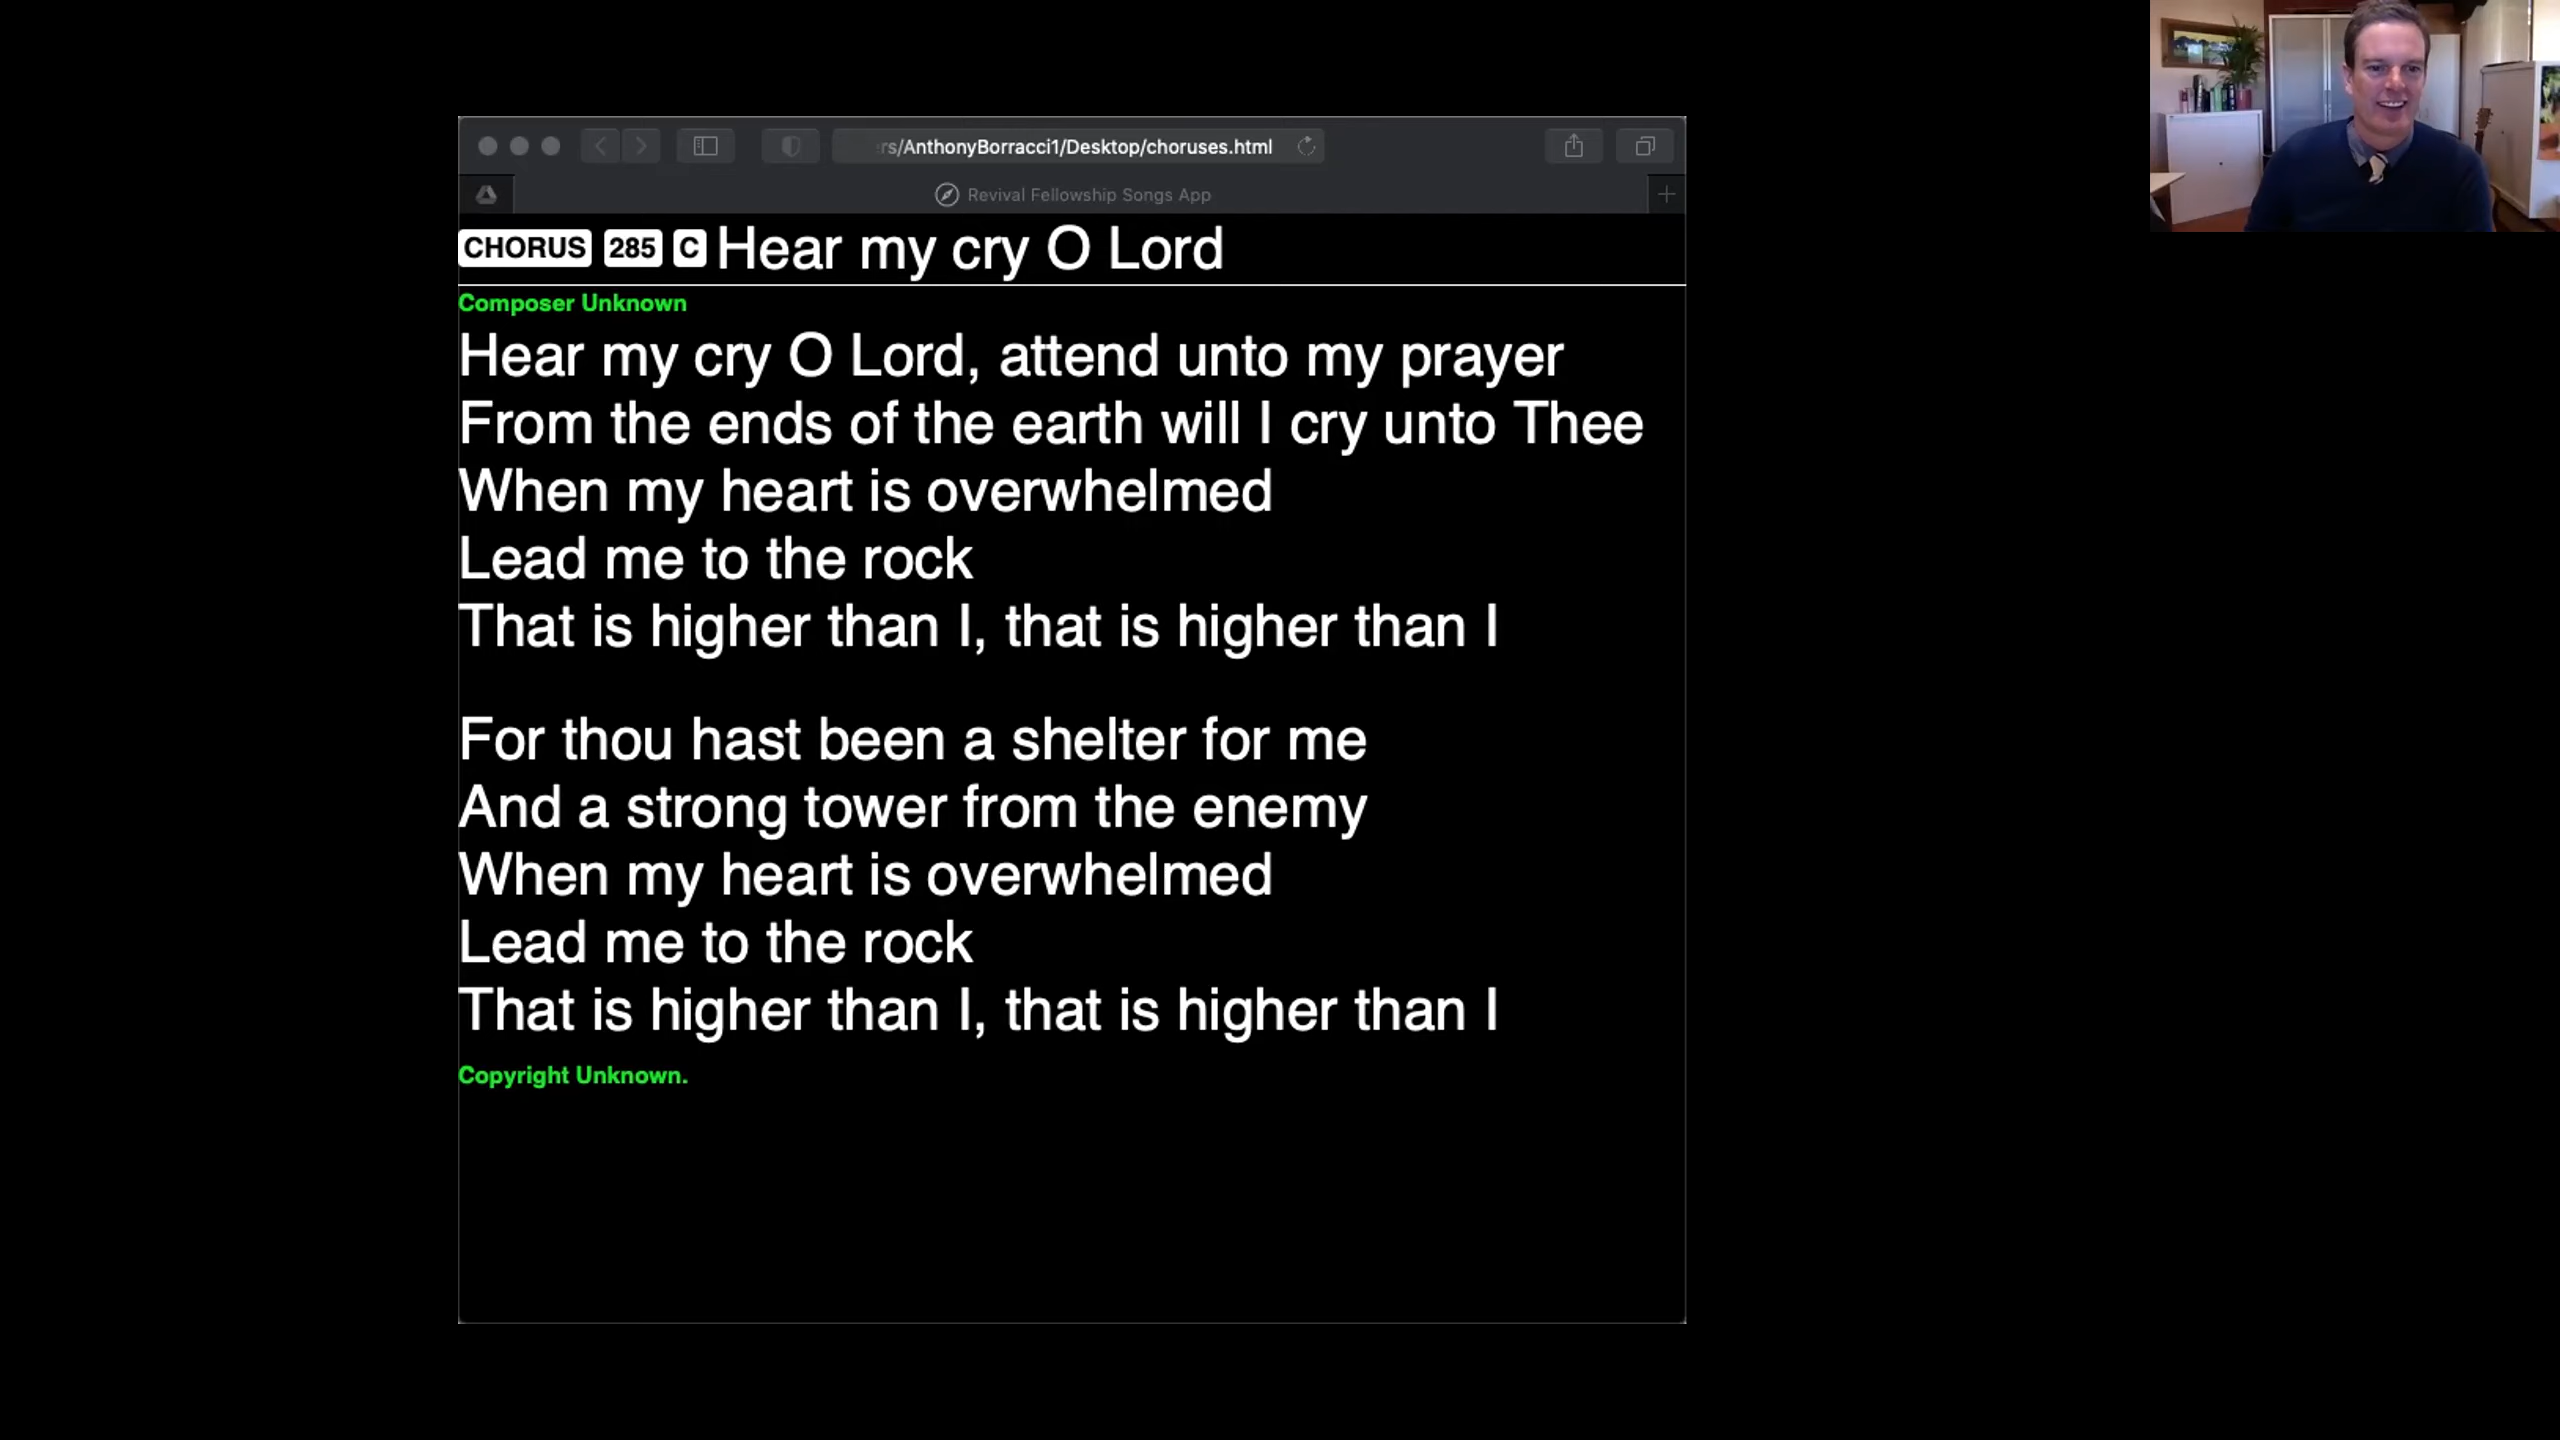 rs/AnthonyBorracci1/Desktop/choruses.html
Revival Fellowship Songs App
CHORUS 285 C Hear my cry O Lord
Composer Unknown
Hear my cry O Lord, attend unto my prayer
From the ends of the earth will I cry unto Thee
When my heart is overwhelmed
Lead me to the rock
That is higher than I, that is higher than I
For thou hast been a shelter for me
And a strong tower from the enemy
When my heart is overwhelmed
Lead me to the rock
That is higher than I, that is higher than I
Copyright Unknown.